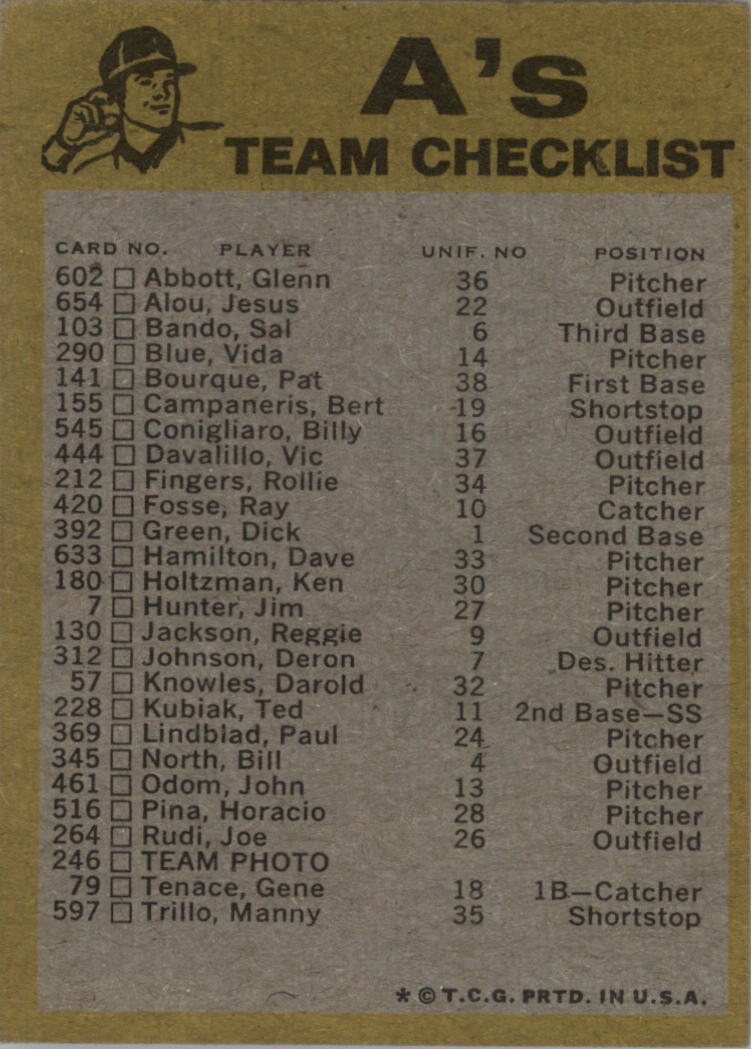 A's
TEAM CHECKLIST
CARD NO. PLAYER UNIF. NO POSITION
602 □ Abbott, Glenn 36 Pitcher
654 □ Alou, Jesus 22 Outfield
103 □ Bando, Sal 6 Third Base
290 □ Blue, Vida 14 Pitcher
141 □ Bourque, Pat 38 First Base
155 □ Campaneris, Bert 19 Shortstop
545 □ Conigliaro, Billy 16 Outfield
444 □ Davalillo, Vic 37 Outfield
212 □ Fingers, Rollie 34 Pitcher
420 □ Fosse, Ray 10 Catcher
392 □ Green, Dick 1 Second Base
633 □ Hamilton, Dave 33 Pitcher
180 □ Holtzman, Ken 30 Pitcher
7 □ Hunter, Jim 27 Pitcher
130 □ Jackson, Reggie 9 Outfield
312 □ Johnson, Deron 7 Des. Hitter
57 □ Knowles, Darold 32 Pitcher
228 □ Kubiak, Ted 11 2nd Base—SS
369 □ Lindblad, Paul 24 Pitcher
345 □ North, Bill 4 Outfield
461 □ Odom, John 13 Pitcher
516 □ Pina, Horacio 28 Pitcher
264 □ Rudi, Joe 26 Outfield
246 □ TEAM PHOTO
79 □ Tenace, Gene 18 1B—Catcher
597 □ Trillo, Manny 35 Shortstop
* © T.C.G. PRTD. IN U.S.A.